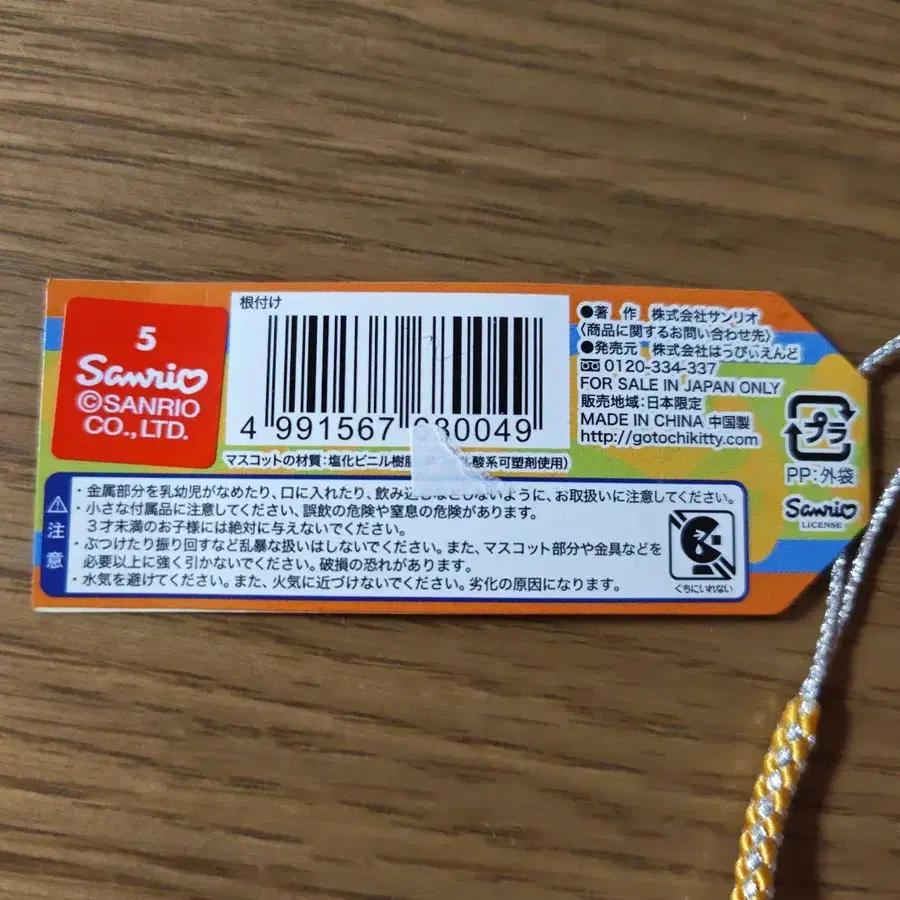 5
Sanrio
©SANRIO
CO., LTD.
根付け
4 991567 080049
マスコットの材質:塩化ビニル樹脂 酸系可塑剤使用)
●著 作 株式会社サンリオ
〈商品に関するお問い合わせ先〉
●発売元 株式会社はっぴぃえんど
0120-334-337
FOR SALE IN JAPAN ONLY
販売地域:日本限定
MADE IN CHINA 中国製
http://gotochikitty.com
プラ
PP:外袋
Sanrio
LICENSE
注意
・金属部分を乳幼児がなめたり、口に入れたり、飲み込むなどしないように、お取扱いに注意してください。
・小さな付属品に注意してください、誤飲の危険や窒息の危険があります。
3才未満のお子様には絶対に与えないでください。
・ぶつけたり振り回すなど乱暴な扱いはしないでください。また、マスコット部分や金具などを
必要以上に強く引かないでください。破損の恐れがあります。
・水気を避けてください。また、火気に近づけないでください。劣化の原因になります。
くちにいれない